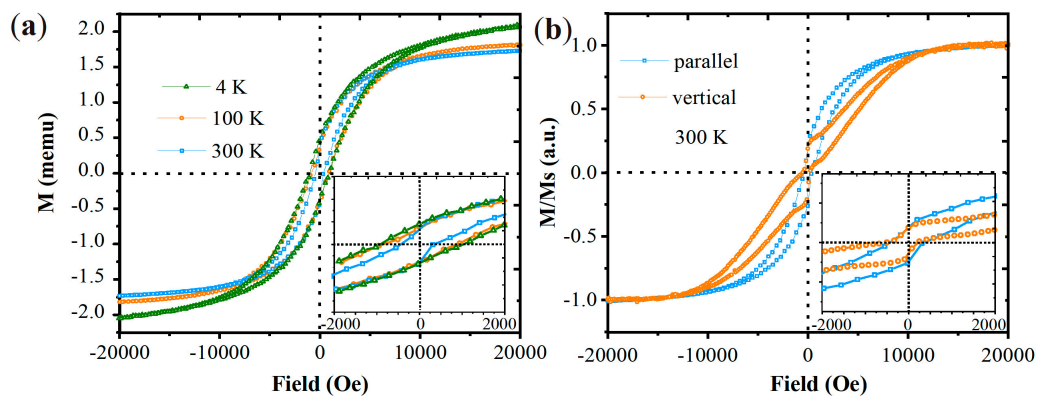 (a)
2.0
1.5
1.0
0.5
0.0
-0.5
-1.0
-1.5
-2.0
M (memu)
4 K
100 K
300 K
-2000 0 2000
-20000 -10000 0 10000 20000
Field (Oe)
(b)
1.0
0.5
0.0
-0.5
-1.0
M/Ms (a.u.)
parallel
vertical
300 K
-2000 0 2000
-20000 -10000 0 10000 20000
Field (Oe)